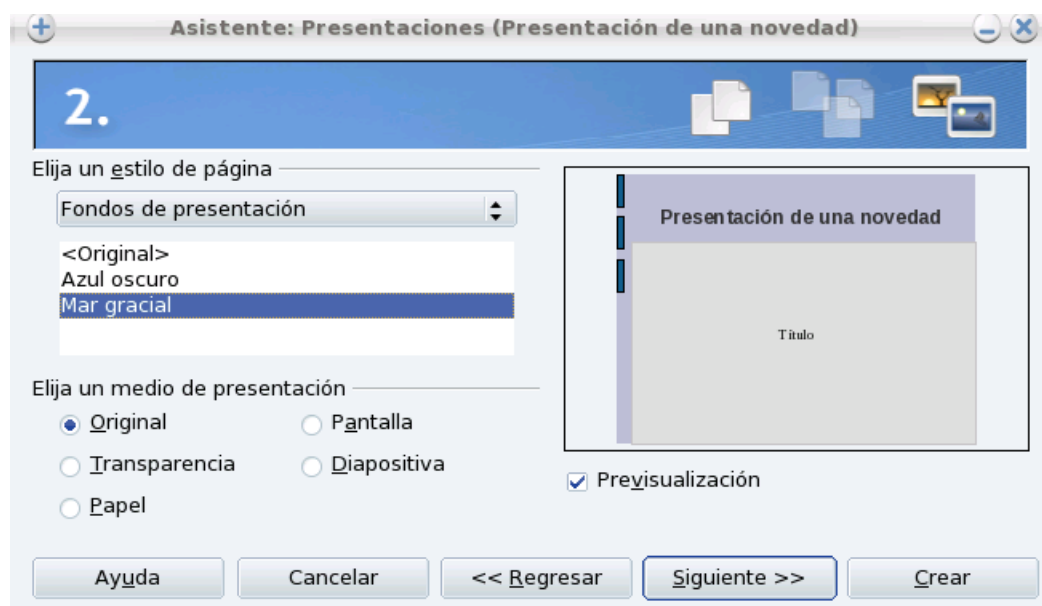 Asistente: Presentaciones (Presentación de una novedad)
2.
Elija un estilo de página
Fondos de presentación
<Original>
Azul oscuro
Mar gracial
Elija un medio de presentación
Original
Pantalla
Transparencia
Diapositiva
Papel
Presentación de una novedad
Título
Previsualización
Ayuda
Cancelar
<< Regresar
Siguiente >>
Crear